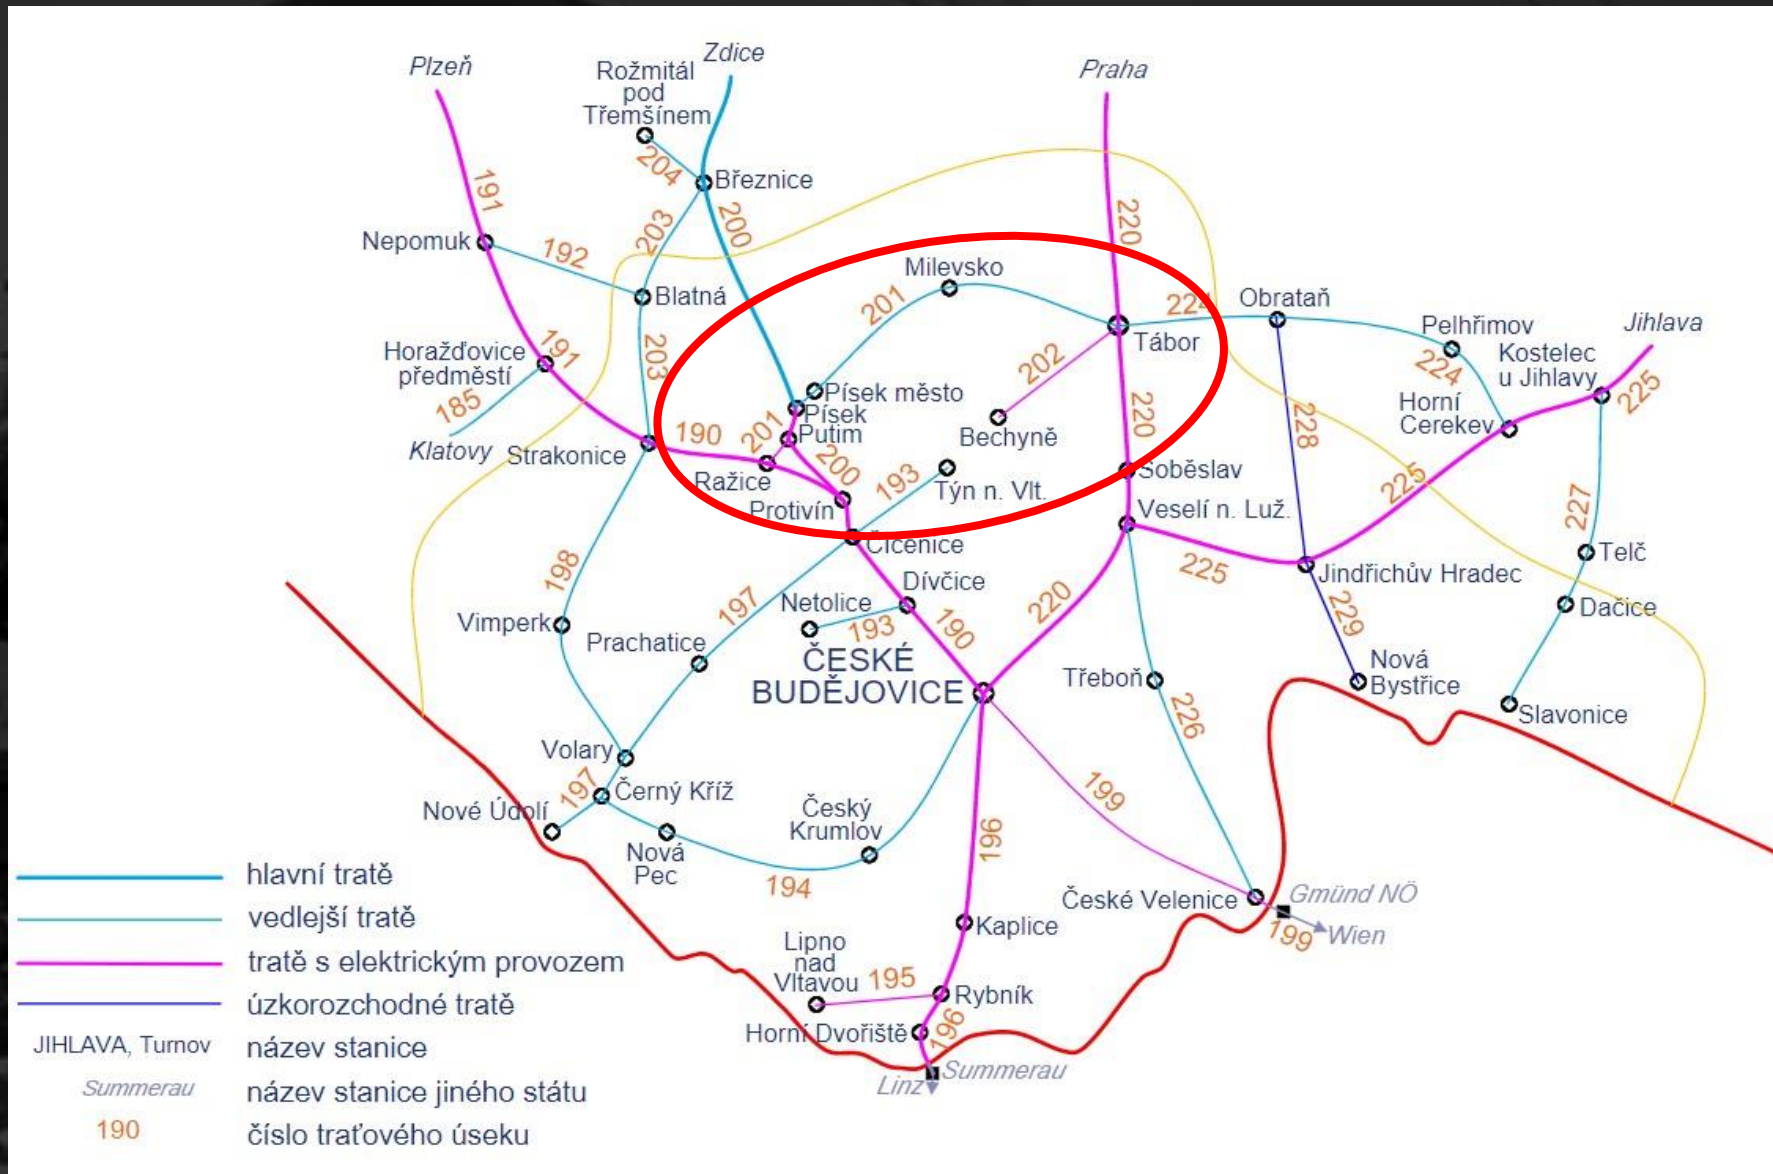 Plzeň
Zdice
Rožmitál
pod
Třemšínem
Praha
204
Březnice
191
203
200
220
Nepomuk
192
Milevsko
Blatná
201
224
Obrataň
Jihlava
Pelhřimov
Horažďovice
předměstí
191
203
Tábor
Kostelec
u Jihlavy
224
225
202
185
Písek město
Písek
Horní
Cerekev
Klatovy
Strakonice
190
201
Putim
Bechyně
220
228
Ražice
200
193
Týn n. Vlt.
Soběslav
225
Protivín
Veselí n. Luž.
227
Číčenice
Telč
198
Dívčice
225
Jindřichův Hradec
Netolice
197
193
190
220
229
Dačice
Vimperk
Prachatice
ČESKÉ
BUDĚJOVICE
Třeboň
Nová
Bystřice
226
Slavonice
Volary
197
Černý Kříž
199
Nové Údolí
Český
Krumlov
196
Nová
Pec
194
hlavní tratě
České Velenice
Gmünd NÖ
vedlejší tratě
Kaplice
199
Wien
Lipno
nad
Vltavou
195
tratě s elektrickým provozem
Rybník
úzkorozchodné tratě
Horní Dvořiště
196
JIHLAVA, Turnov
název stanice
Summerau
Linz
Summerau
název stanice jiného státu
190
číslo traťového úseku